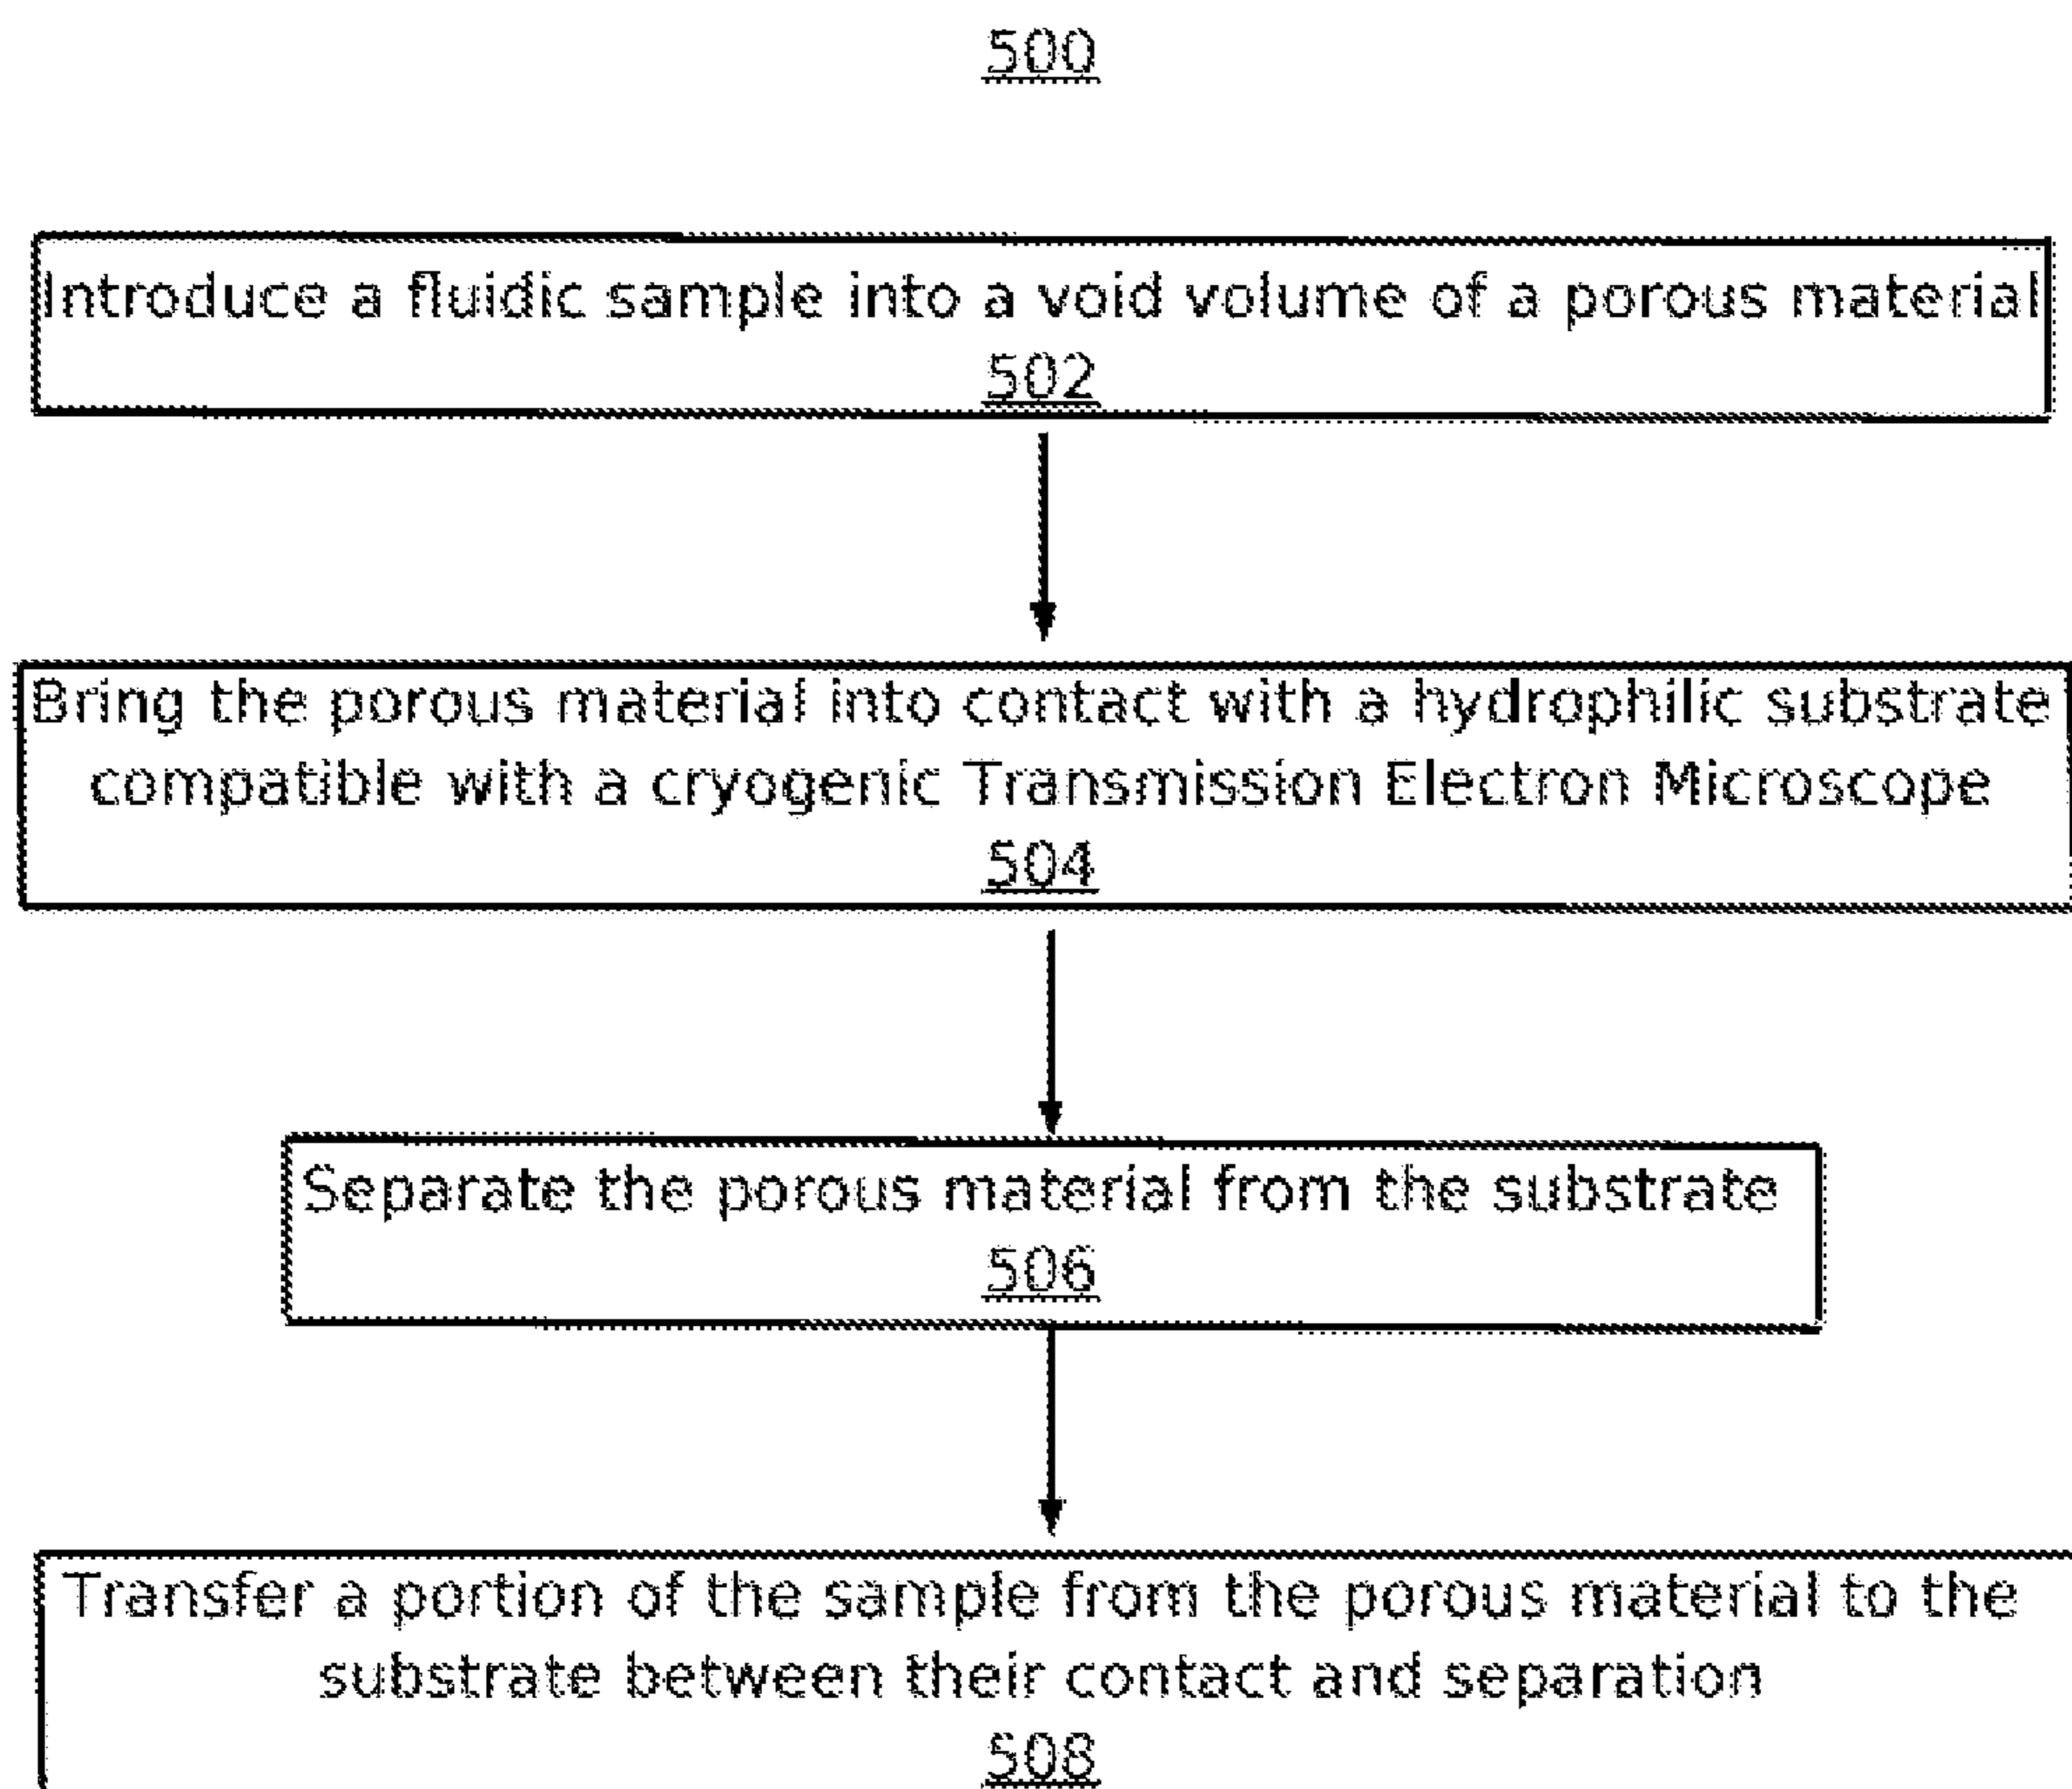 500
Introduce a fluidic sample into a void volume of a porous material
502
Bring the porous material into contact with a hydrophilic substrate
compatible with a cryogenic Transmission Electron Microscope
504
Separate the porous material from the substrate
506
Transfer a portion of the sample from the porous material to the
substrate between their contact and separation
508